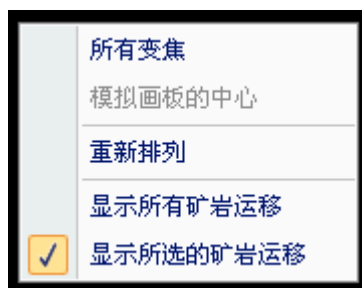 所有变焦
模拟画板的中心
重新排列
显示所有矿岩运移
显示所选的矿岩运移